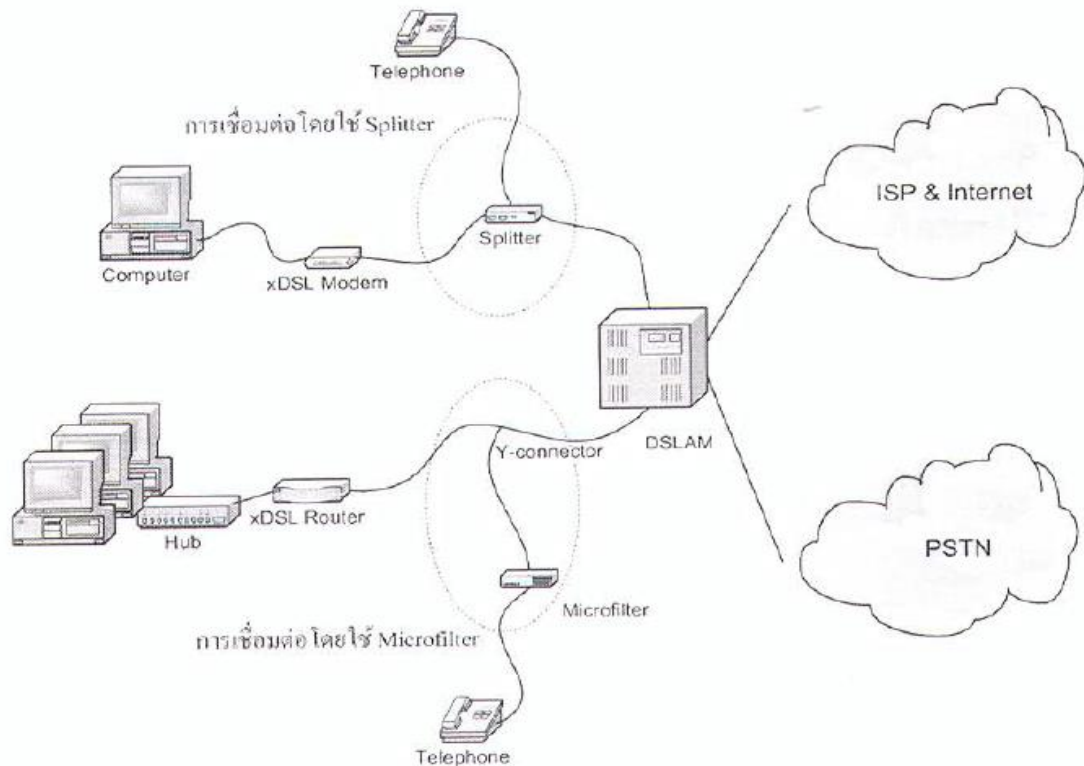 Telephone
การเชื่อมต่อโดยใช้ Splitter
ISP & Internet
Splitter
Computer
xDSL Modem
Y-connector
DSLAM
xDSL Router
Hub
PSTN
Microfilter
การเชื่อมต่อโดยใช้ Microfilter
Telephone